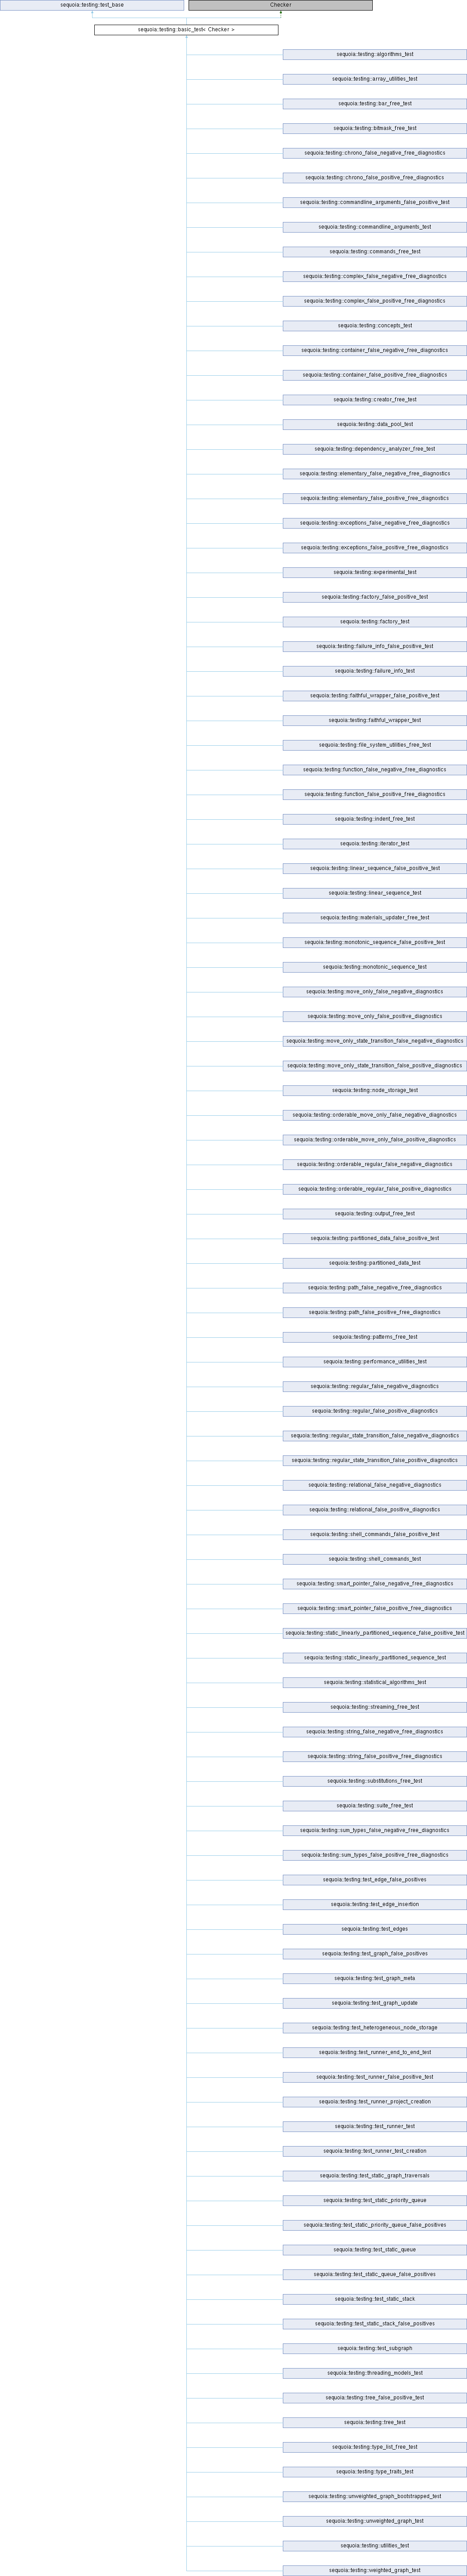 sequoia::testing::test_base
Checker
sequoia::testing::basic_test< Checker >
sequoia::testing::algorithms_test
sequoia::testing::array_utilities_test
sequoia::testing::bar_free_test
sequoia::testing::bitmask_free_test
sequoia::testing::chrono_false_negative_free_diagnostics
sequoia::testing::chrono_false_positive_free_diagnostics
sequoia::testing::commandline_arguments_false_positive_test
sequoia::testing::commandline_arguments_test
sequoia::testing::commands_free_test
sequoia::testing::complex_false_negative_free_diagnostics
sequoia::testing::complex_false_positive_free_diagnostics
sequoia::testing::concepts_test
sequoia::testing::container_false_negative_free_diagnostics
sequoia::testing::container_false_positive_free_diagnostics
sequoia::testing::creator_free_test
sequoia::testing::data_pool_test
sequoia::testing::dependency_analyzer_free_test
sequoia::testing::elementary_false_negative_free_diagnostics
sequoia::testing::elementary_false_positive_free_diagnostics
sequoia::testing::exceptions_false_negative_free_diagnostics
sequoia::testing::exceptions_false_positive_free_diagnostics
sequoia::testing::experimental_test
sequoia::testing::factory_false_positive_test
sequoia::testing::factory_test
sequoia::testing::failure_info_false_positive_test
sequoia::testing::failure_info_test
sequoia::testing::faithful_wrapper_false_positive_test
sequoia::testing::faithful_wrapper_test
sequoia::testing::file_system_utilities_free_test
sequoia::testing::function_false_negative_free_diagnostics
sequoia::testing::function_false_positive_free_diagnostics
sequoia::testing::indent_free_test
sequoia::testing::iterator_test
sequoia::testing::linear_sequence_false_positive_test
sequoia::testing::linear_sequence_test
sequoia::testing::materials_updater_free_test
sequoia::testing::monotonic_sequence_false_positive_test
sequoia::testing::monotonic_sequence_test
sequoia::testing::move_only_false_negative_diagnostics
sequoia::testing::move_only_false_positive_diagnostics
sequoia::testing::move_only_state_transition_false_negative_diagnostics
sequoia::testing::move_only_state_transition_false_positive_diagnostics
sequoia::testing::node_storage_test
sequoia::testing::orderable_move_only_false_negative_diagnostics
sequoia::testing::orderable_move_only_false_positive_diagnostics
sequoia::testing::orderable_regular_false_negative_diagnostics
sequoia::testing::orderable_regular_false_positive_diagnostics
sequoia::testing::output_free_test
sequoia::testing::partitioned_data_false_positive_test
sequoia::testing::partitioned_data_test
sequoia::testing::path_false_negative_free_diagnostics
sequoia::testing::path_false_positive_free_diagnostics
sequoia::testing::patterns_free_test
sequoia::testing::performance_utilities_test
sequoia::testing::regular_false_negative_diagnostics
sequoia::testing::regular_false_positive_diagnostics
sequoia::testing::regular_state_transition_false_negative_diagnostics
sequoia::testing::regular_state_transition_false_positive_diagnostics
sequoia::testing::relational_false_negative_diagnostics
sequoia::testing::relational_false_positive_diagnostics
sequoia::testing::shell_commands_false_positive_test
sequoia::testing::shell_commands_test
sequoia::testing::smart_pointer_false_negative_free_diagnostics
sequoia::testing::smart_pointer_false_positive_free_diagnostics
sequoia::testing::static_linearly_partitioned_sequence_false_positive_test
sequoia::testing::static_linearly_partitioned_sequence_test
sequoia::testing::statistical_algorithms_test
sequoia::testing::streaming_free_test
sequoia::testing::string_false_negative_free_diagnostics
sequoia::testing::string_false_positive_free_diagnostics
sequoia::testing::substitutions_free_test
sequoia::testing::suite_free_test
sequoia::testing::sum_types_false_negative_free_diagnostics
sequoia::testing::sum_types_false_positive_free_diagnostics
sequoia::testing::test_edge_false_positives
sequoia::testing::test_edge_insertion
sequoia::testing::test_edges
sequoia::testing::test_graph_false_positives
sequoia::testing::test_graph_meta
sequoia::testing::test_graph_update
sequoia::testing::test_heterogeneous_node_storage
sequoia::testing::test_runner_end_to_end_test
sequoia::testing::test_runner_false_positive_test
sequoia::testing::test_runner_project_creation
sequoia::testing::test_runner_test
sequoia::testing::test_runner_test_creation
sequoia::testing::test_static_graph_traversals
sequoia::testing::test_static_priority_queue
sequoia::testing::test_static_priority_queue_false_positives
sequoia::testing::test_static_queue
sequoia::testing::test_static_queue_false_positives
sequoia::testing::test_static_stack
sequoia::testing::test_static_stack_false_positives
sequoia::testing::test_subgraph
sequoia::testing::threading_models_test
sequoia::testing::tree_false_positive_test
sequoia::testing::tree_test
sequoia::testing::type_list_free_test
sequoia::testing::type_traits_test
sequoia::testing::unweighted_graph_bootstrapped_test
sequoia::testing::unweighted_graph_test
sequoia::testing::utilities_test
sequoia::testing::weighted_graph_test